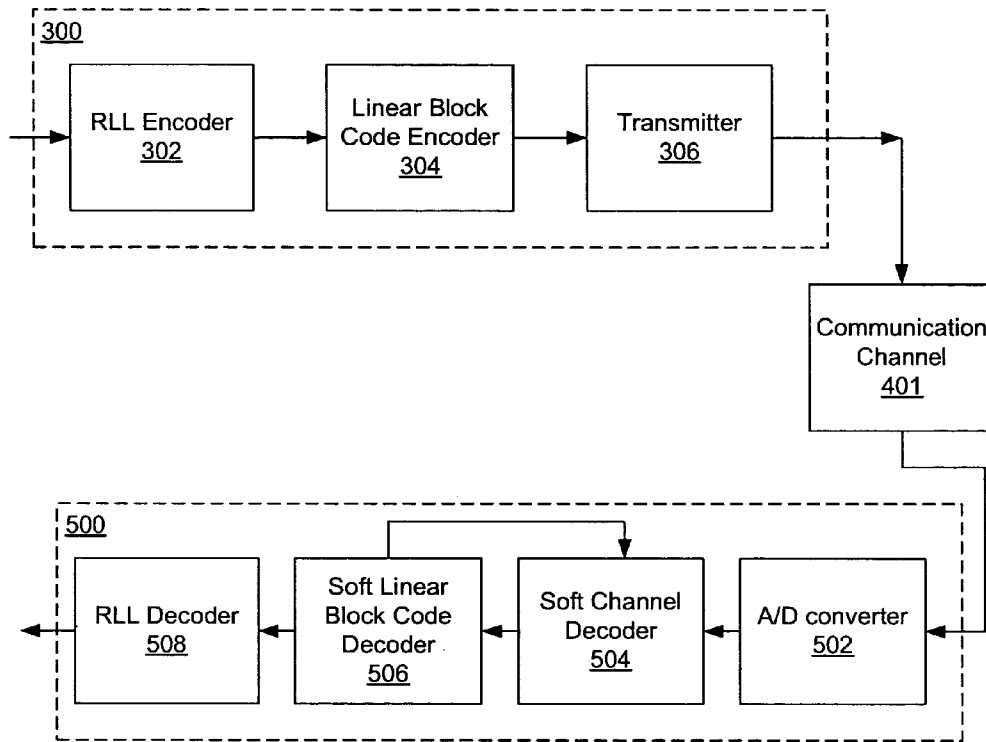 300
RLL Encoder
302
Linear Block
Code Encoder
304
Transmitter
306
Communication
Channel
401
500
RLL Decoder
508
Soft Linear
Block Code
Decoder
506
Soft Channel
Decoder
504
A/D converter
502